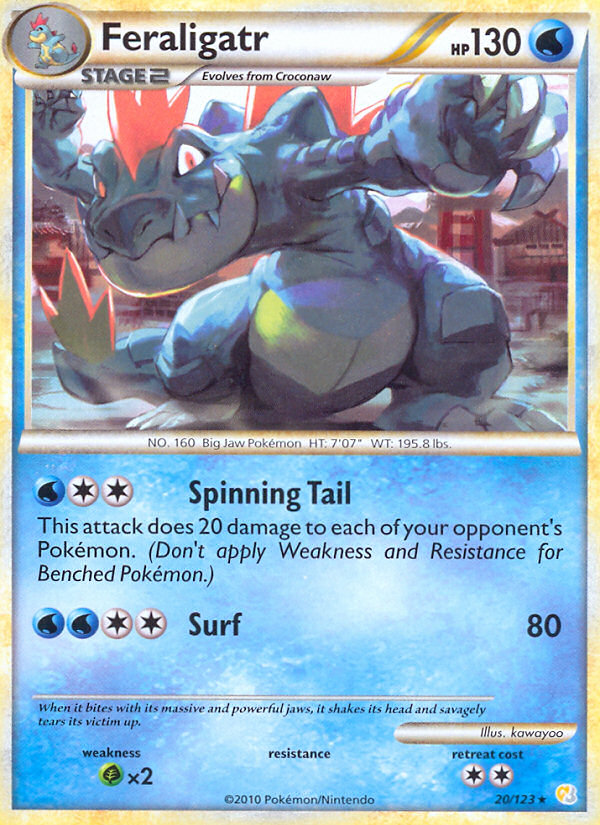 Feraligatr
HP 130
STAGE 2
Evolves from Croconaw
NO. 160 Big Jaw Pokémon HT: 7'07" WT: 195.8 lbs.
Spinning Tail
This attack does 20 damage to each of your opponent's
Pokémon. (Don't apply Weakness and Resistance for
Benched Pokémon.)
Surf 80
When it bites with its massive and powerful jaws, it shakes its head and savagely
tears its victim up.
Illus. kawayoo
weakness resistance retreat cost
×2
©2010 Pokémon/Nintendo 20/123 ★